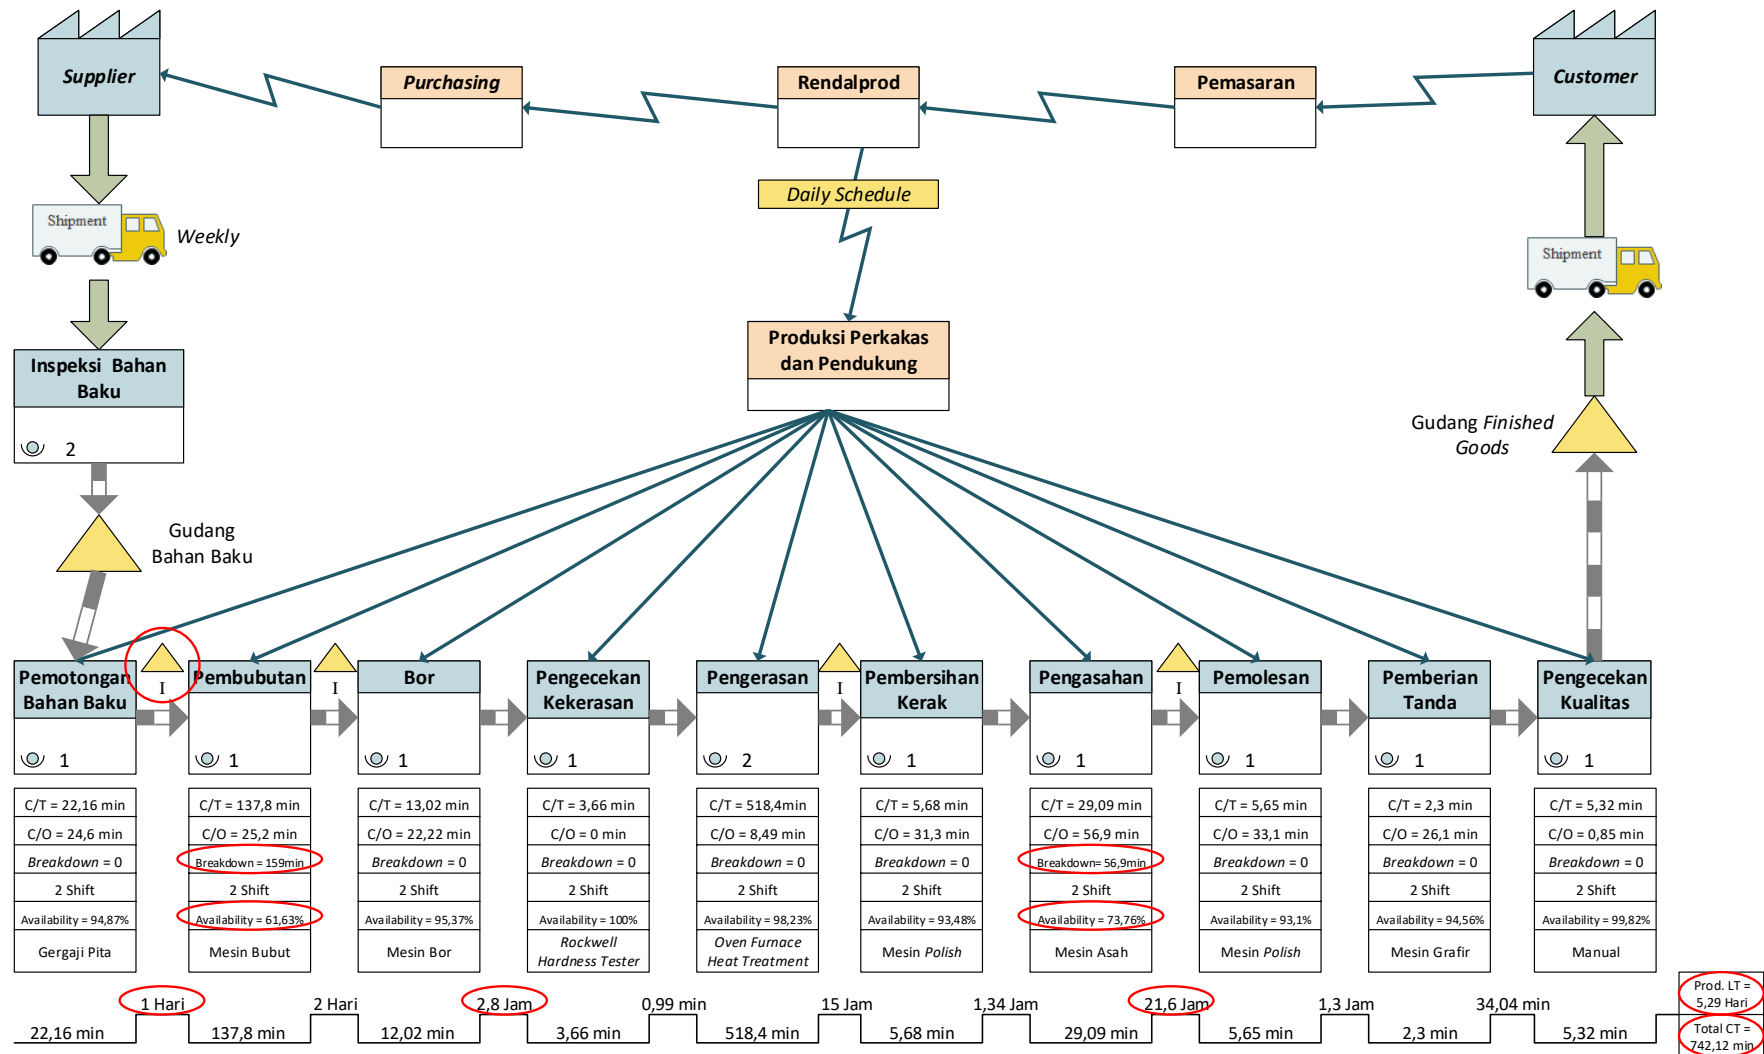 Supplier
Purchasing
Rendalprod
Pemasaran
Customer
Daily Schedule
Shipment
Weekly
Shipment
Inspeksi Bahan
Baku
2
Produksi Perkakas
dan Pendukung
Gudang Finished
Goods
Gudang
Bahan Baku
I
I
I
I
Pemotongan
Bahan Baku
1
Pembubutan
1
Bor
1
Pengecekan
Kekerasan
1
Pengerasan
2
Pembersihan
Kerak
1
Pengasahan
1
Pemolesan
1
Pemberian
Tanda
1
Pengecekan
Kualitas
1
C/T = 22,16 min
C/O = 24,6 min
Breakdown = 0
2 Shift
Availability = 94,87%
Gergaji Pita
C/T = 137,8 min
C/O = 25,2 min
Breakdown = 159min
2 Shift
Availability = 61,63%
Mesin Bubut
C/T = 13,02 min
C/O = 22,22 min
Breakdown = 0
2 Shift
Availability = 95,37%
Mesin Bor
C/T = 3,66 min
C/O = 0 min
Breakdown = 0
2 Shift
Availability = 100%
Rockwell
Hardness Tester
C/T = 518,4min
C/O = 8,49 min
Breakdown = 0
2 Shift
Availability = 98,23%
Oven Furnace
Heat Treatment
C/T = 5,68 min
C/O = 31,3 min
Breakdown = 0
2 Shift
Availability = 93,48%
Mesin Polish
C/T = 29,09 min
C/O = 56,9 min
Breakdown= 56,9min
2 Shift
Availability = 73,76%
Mesin Asah
C/T = 5,65 min
C/O = 33,1 min
Breakdown = 0
2 Shift
Availability = 93,1%
Mesin Polish
C/T = 2,3 min
C/O = 26,1 min
Breakdown = 0
2 Shift
Availability = 94,56%
Mesin Grafir
C/T = 5,32 min
C/O = 0,85 min
Breakdown = 0
2 Shift
Availability = 99,82%
Manual
1 Hari
2 Hari
2,8 Jam
0,99 min
15 Jam
1,34 Jam
21,6 Jam
1,3 Jam
34,04 min
Prod. LT =
5,29 Hari
22,16 min
137,8 min
12,02 min
3,66 min
518,4 min
5,68 min
29,09 min
5,65 min
2,3 min
5,32 min
Total CT =
742,12 min